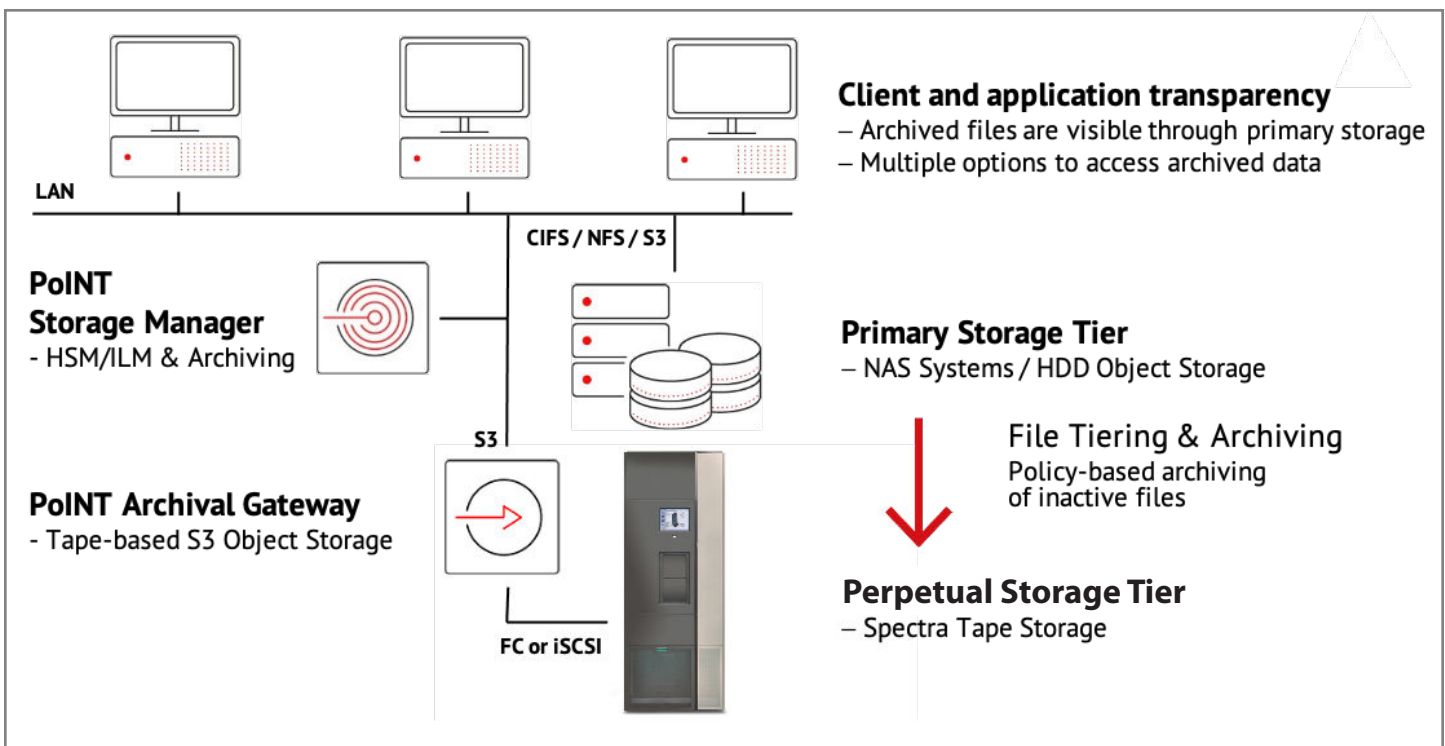 Client and application transparency
– Archived files are visible through primary storage
– Multiple options to access archived data
LAN
CIFS / NFS / S3
PoINT
Storage Manager
- HSM/ILM & Archiving
Primary Storage Tier
– NAS Systems / HDD Object Storage
File Tiering & Archiving
Policy-based archiving
of inactive files
S3
PoINT Archival Gateway
- Tape-based S3 Object Storage
Perpetual Storage Tier
– Spectra Tape Storage
FC or iSCSI